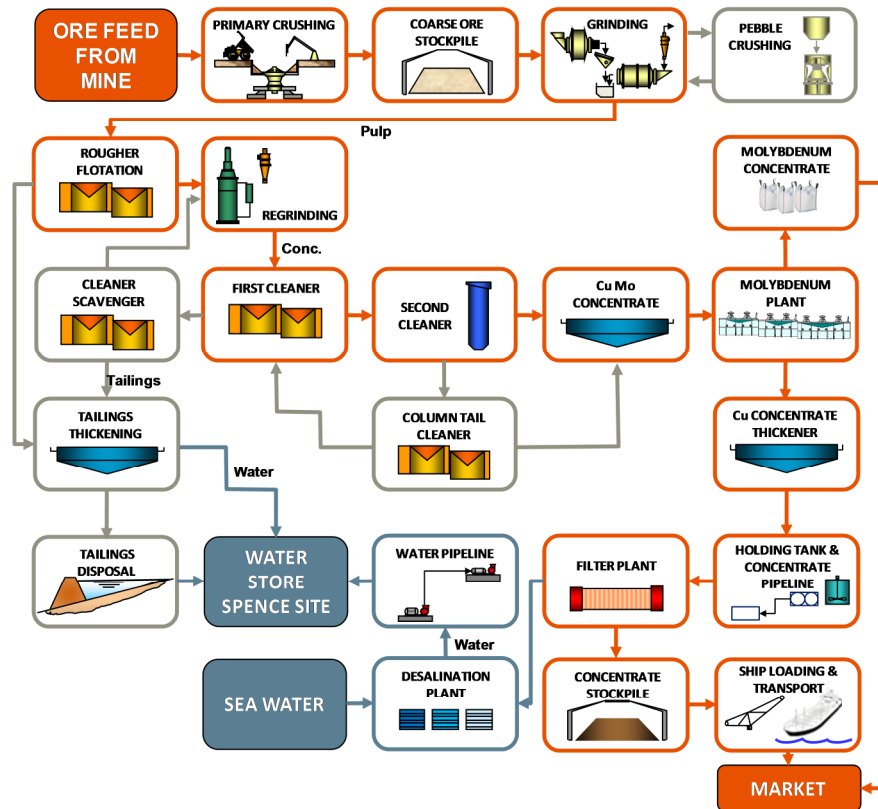 ORE FEED
FROM
MINE
PRIMARY CRUSHING
COARSE ORE
STOCKPILE
GRINDING
PEBBLE
CRUSHING
Pulp
ROUGHER
FLOTATION
REGRINDING
MOLYBDENUM
CONCENTRATE
Conc.
CLEANER
SCAVENGER
FIRST CLEANER
SECOND
CLEANER
Cu Mo
CONCENTRATE
MOLYBDENUM
PLANT
Tailings
TAILINGS
THICKENING
Water
COLUMN TAIL
CLEANER
Cu CONCENTRATE
THICKENER
TAILINGS
DISPOSAL
WATER
STORE
SPENCE SITE
WATER PIPELINE
FILTER PLANT
HOLDING TANK &
CONCENTRATE
PIPELINE
Water
SEA WATER
DESALINATION
PLANT
CONCENTRATE
STOCKPILE
SHIP LOADING &
TRANSPORT
MARKET